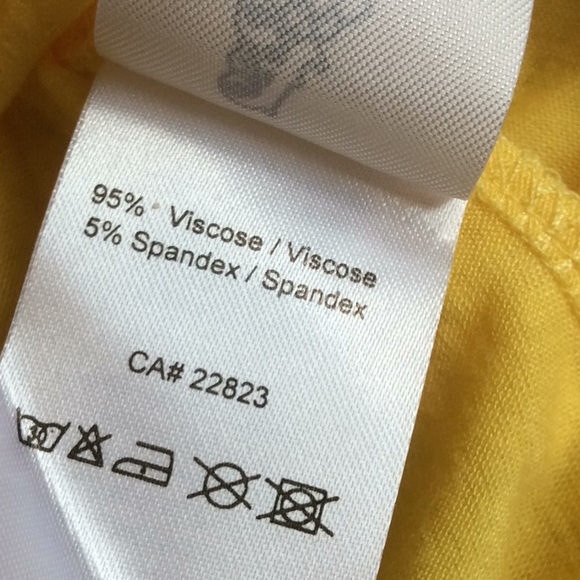 95% Viscose / Viscose
5% Spandex / Spandex
CA# 22823
30